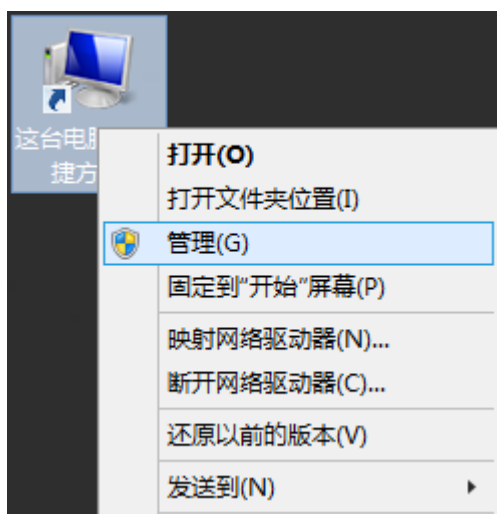 这台电脑
捷方
打开(O)
打开文件夹位置(I)
管理(G)
固定到"开始"屏幕(P)
映射网络驱动器(N)...
断开网络驱动器(C)...
还原以前的版本(V)
发送到(N)